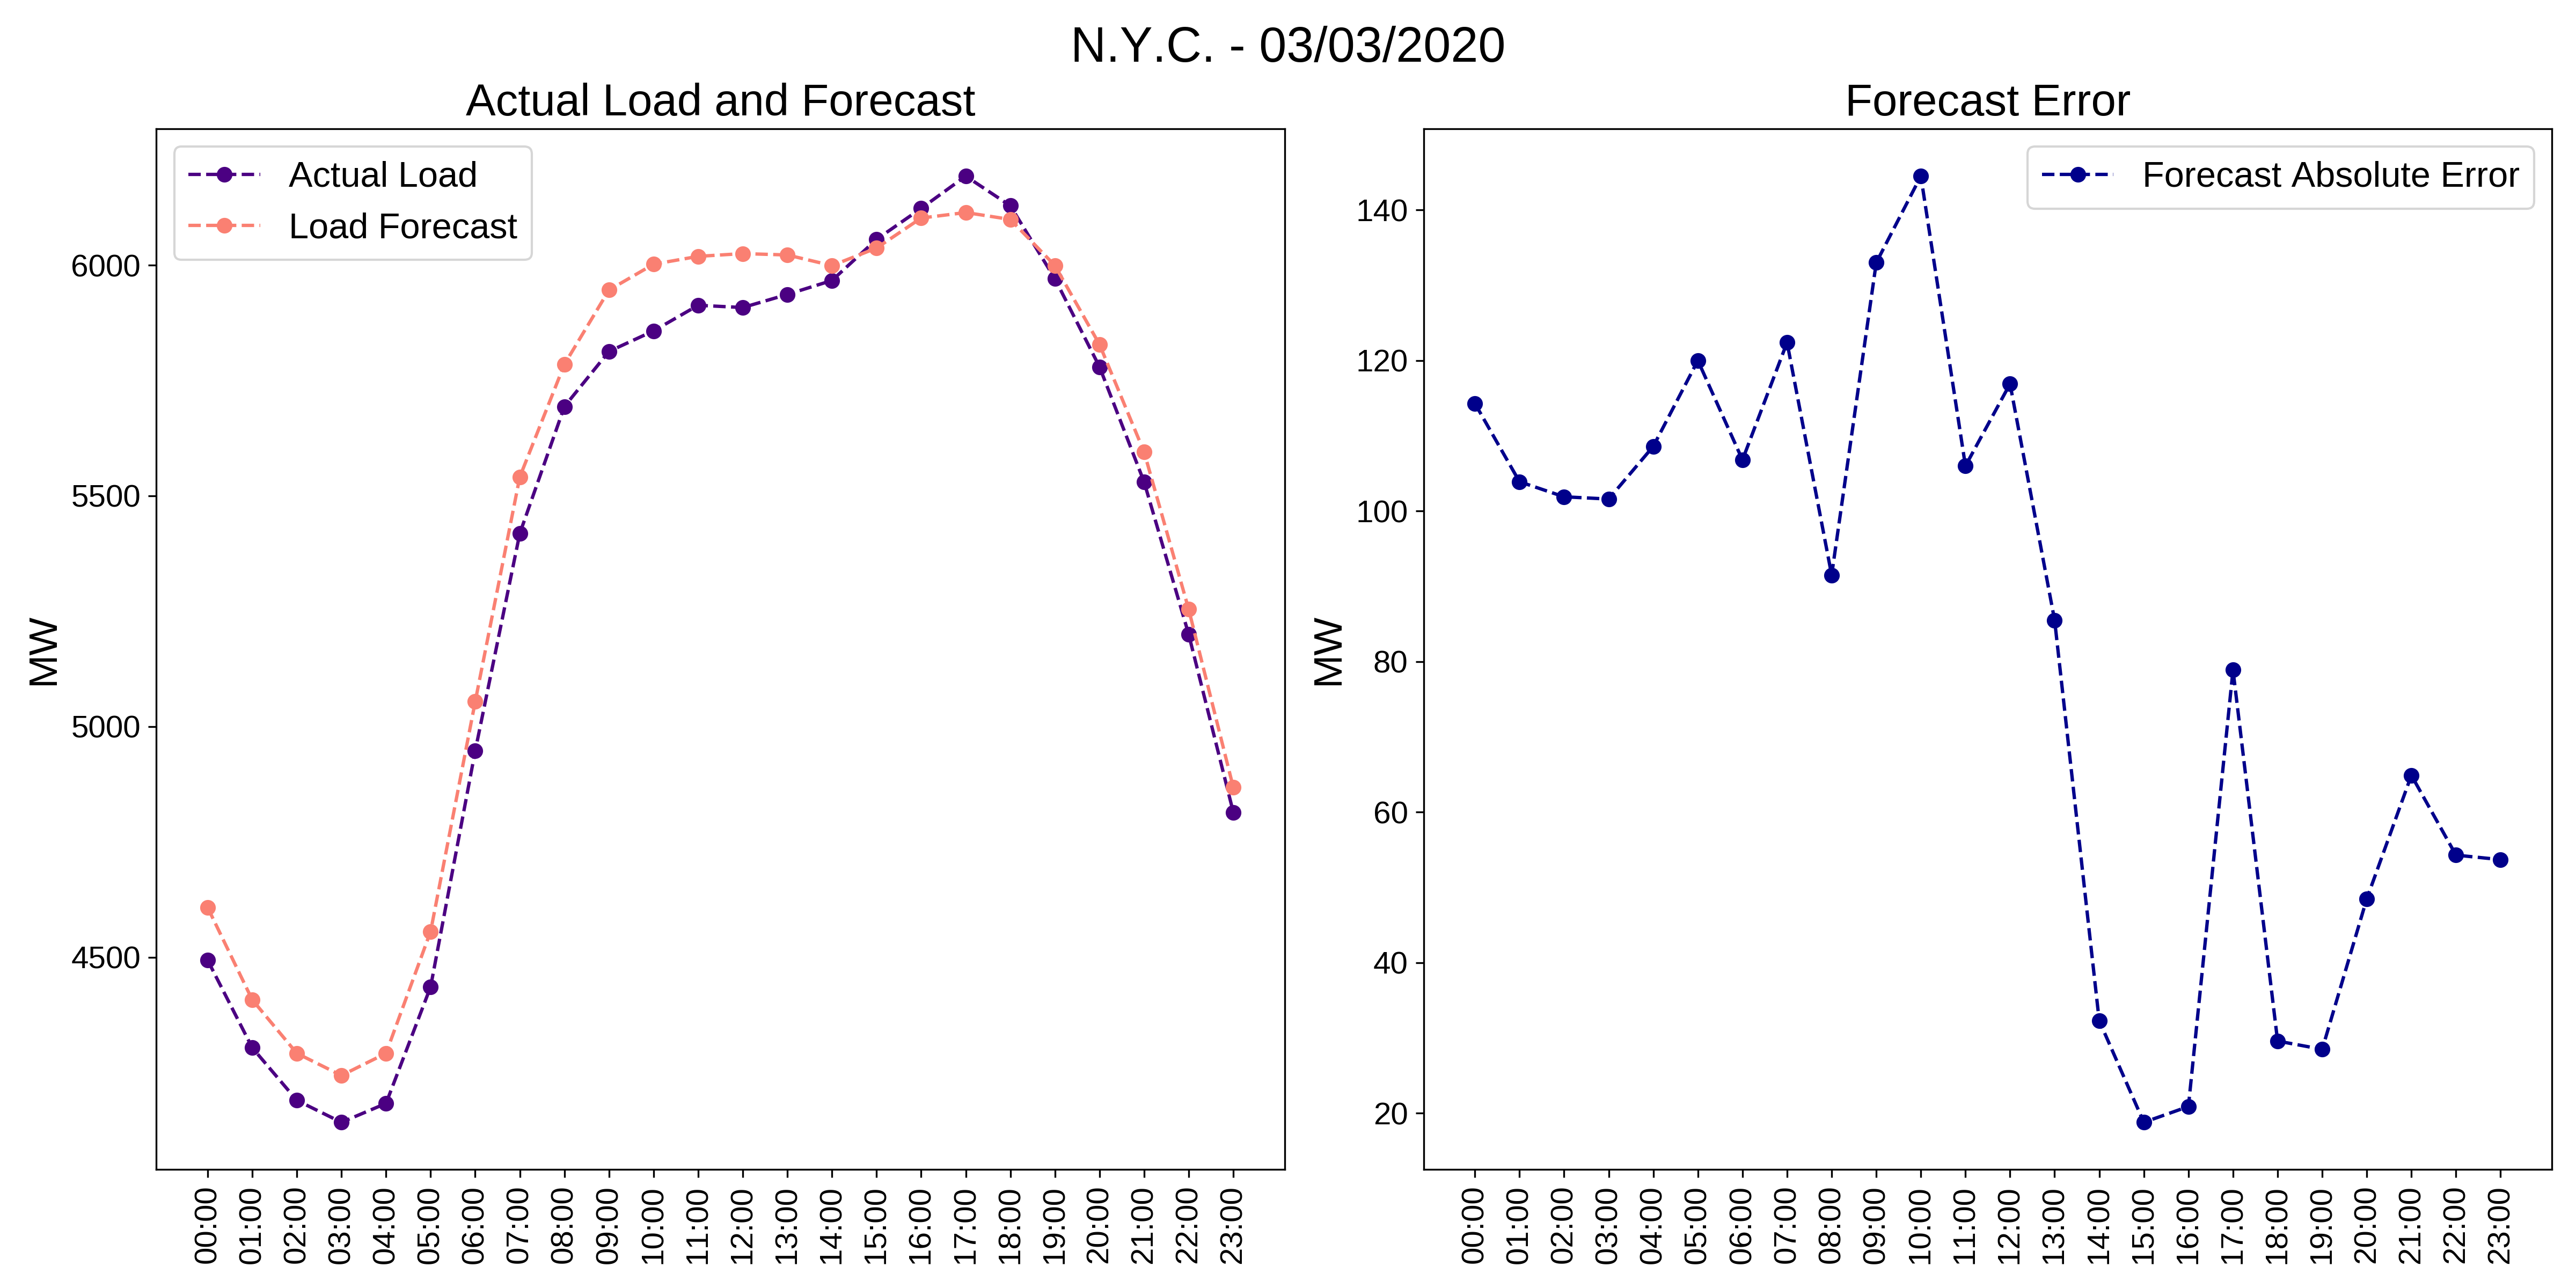 N.Y.C. - 03/03/2020
Actual Load and Forecast
Actual Load
Load Forecast
MW
6000
5500
5000
4500
00:00 01:00 02:00 03:00 04:00 05:00 06:00 07:00 08:00 09:00 10:00 11:00 12:00 13:00 14:00 15:00 16:00 17:00 18:00 19:00 20:00 21:00 22:00 23:00
Forecast Error
Forecast Absolute Error
MW
140
120
100
80
60
40
20
00:00 01:00 02:00 03:00 04:00 05:00 06:00 07:00 08:00 09:00 10:00 11:00 12:00 13:00 14:00 15:00 16:00 17:00 18:00 19:00 20:00 21:00 22:00 23:00